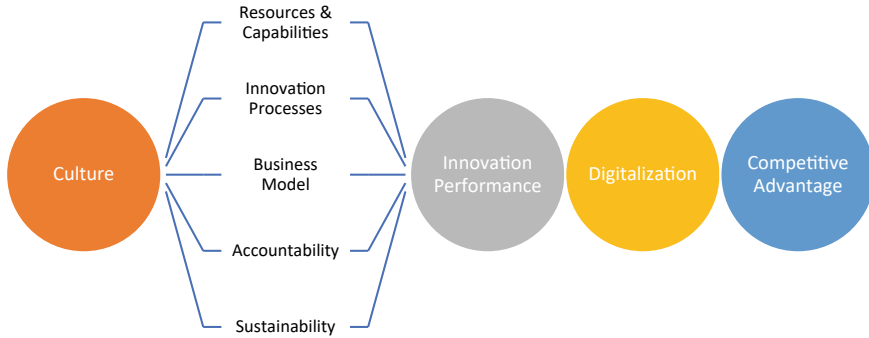 Culture
Resources &
Capabilities
Innovation
Processes
Business
Model
Accountability
Sustainability
Innovation
Performance
Digitalization
Competitive
Advantage